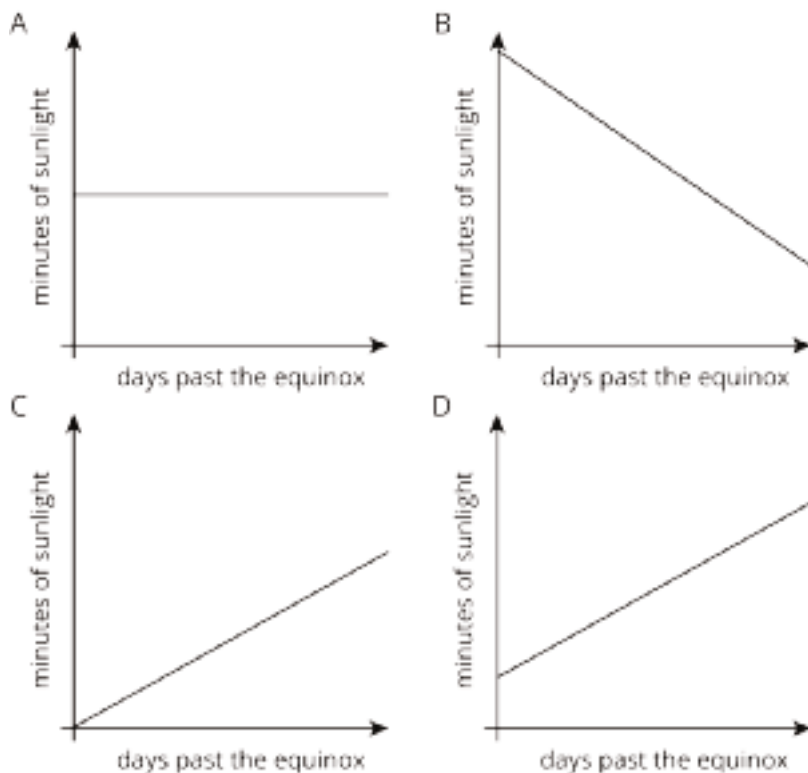 A
minutes of sunlight
days past the equinox
B
minutes of sunlight
days past the equinox
C
minutes of sunlight
days past the equinox
D
minutes of sunlight
days past the equinox